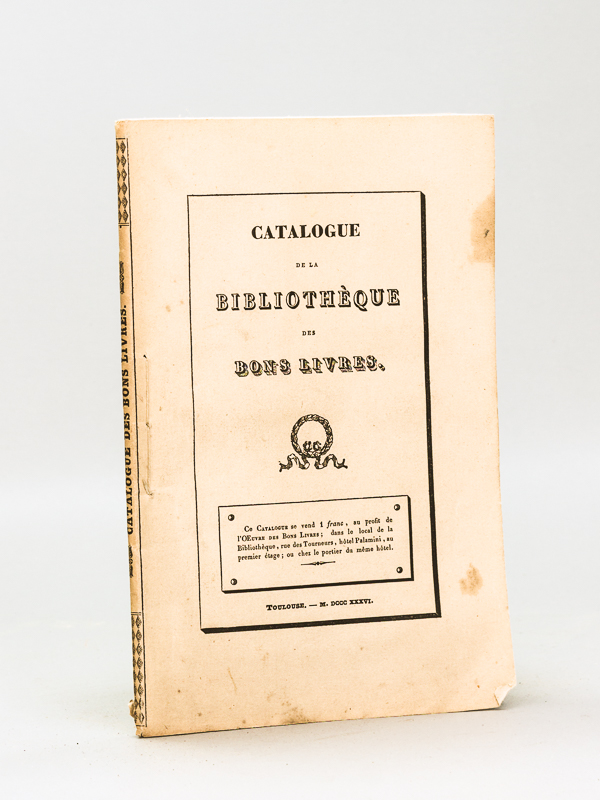 CATALOGUE
DE LA
BIBLIOTHÈQUE
DES
BONS LIVRES.
Ce CATALOGUE se vend 1 franc, au profit de
l'OEUVRE DES BONS LIVRES; dans le local de la
Bibliothèque, rue des Tourneurs, hôtel Palamini, au
premier étage; ou chez le portier du même hôtel.
TOULOUSE. — M. DCCC XXXVI.
CATALOGUE DES BONS LIVRES.